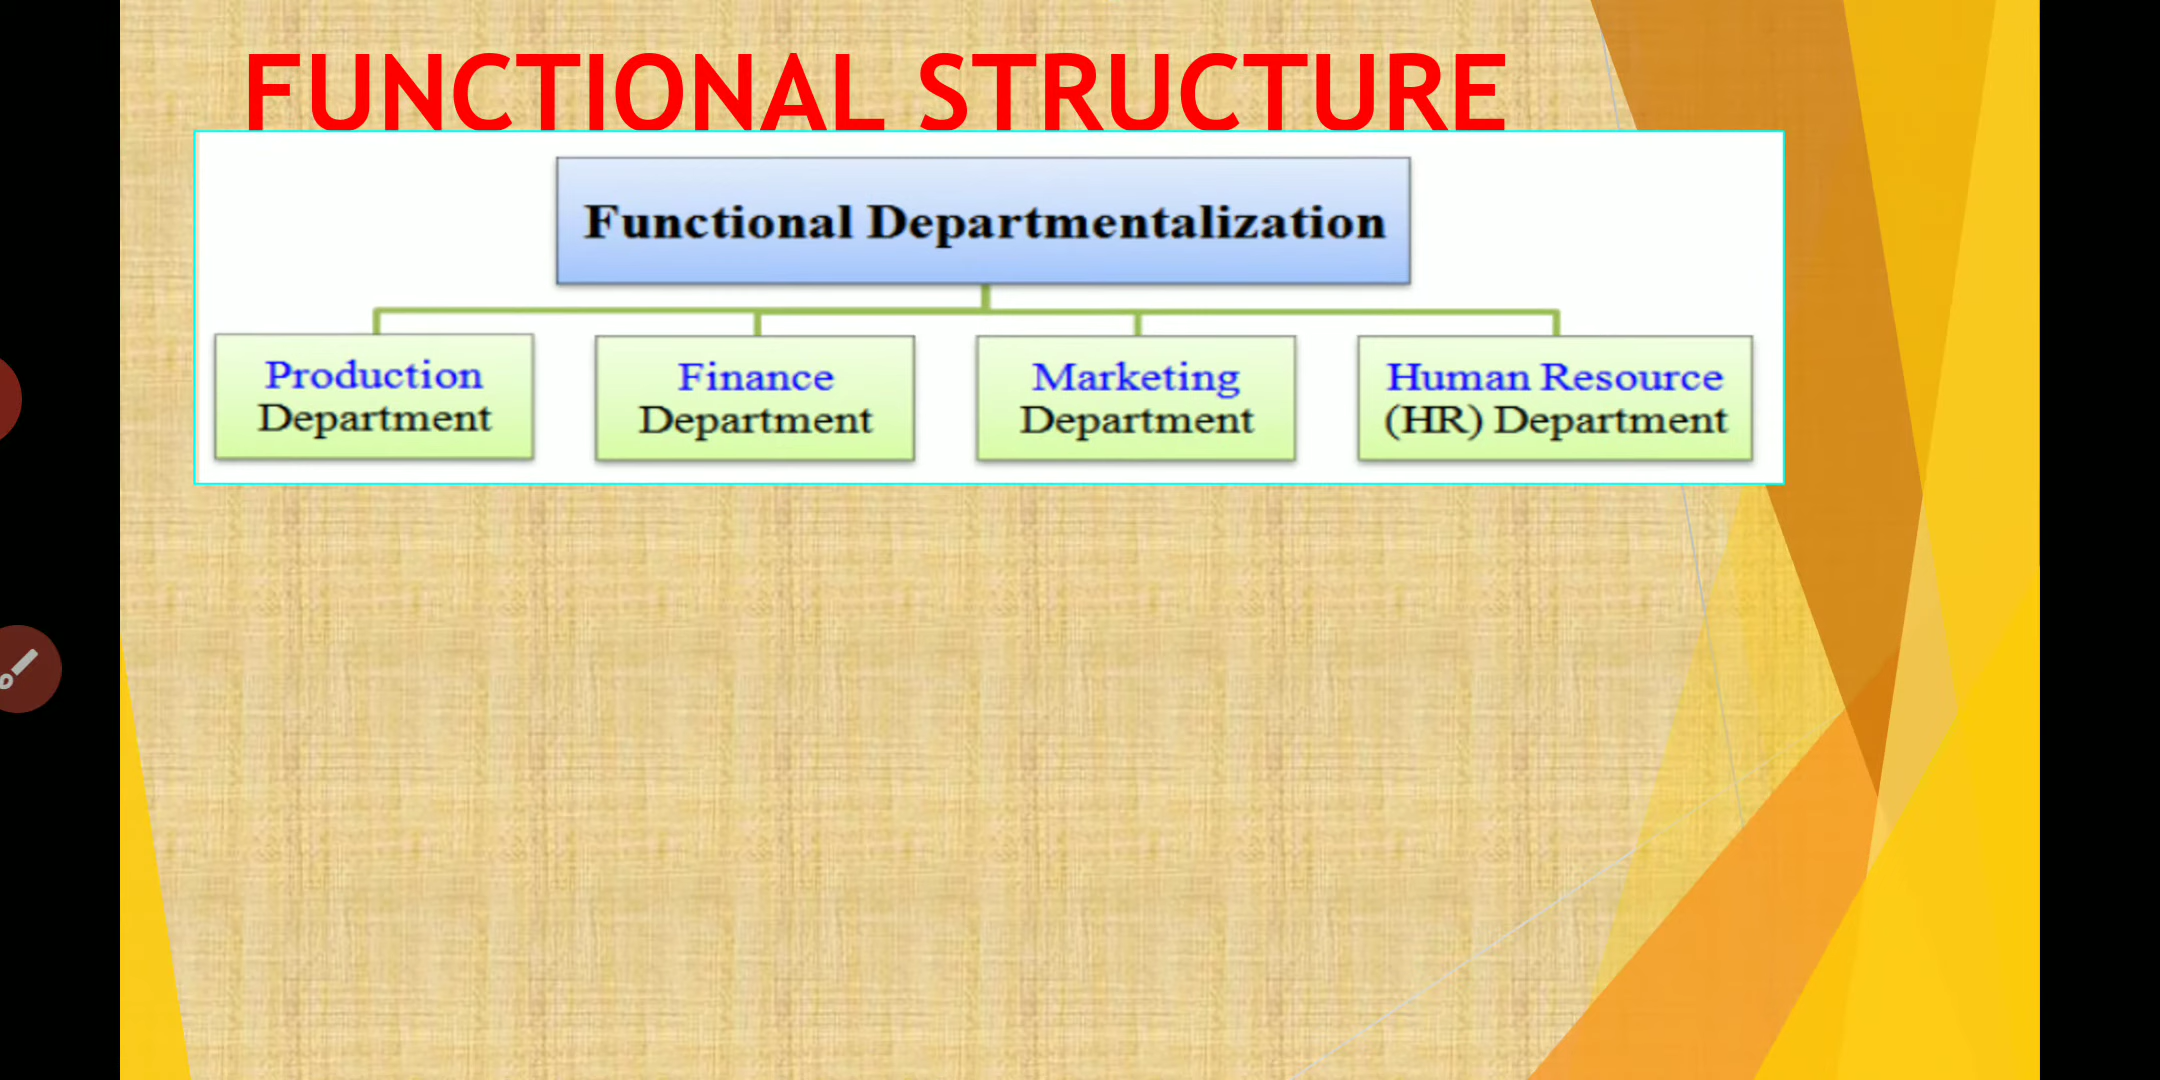 FUNCTIONAL STRUCTURE
Functional Departmentalization
Production
Department
Finance
Department
Marketing
Department
Human Resource
(HR) Department